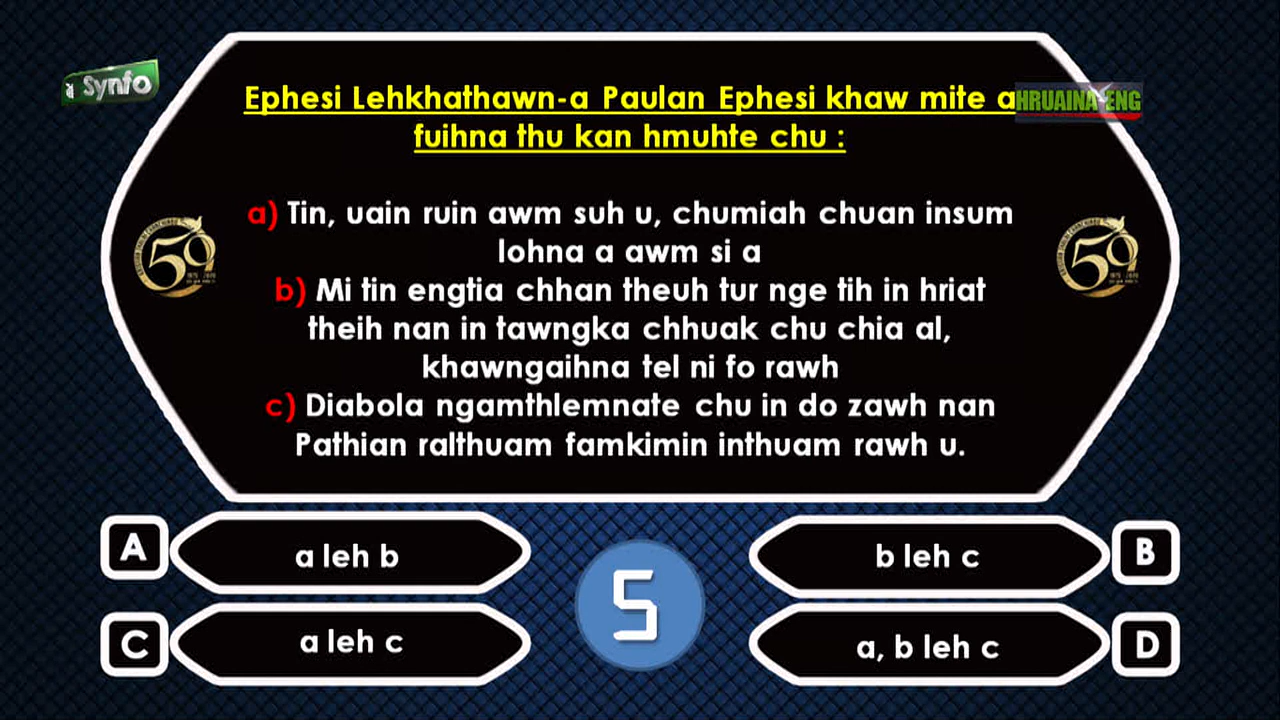 Synfo
Ephesi Lehkhathawn-a Paulan Ephesi khaw mite a
HRUAINA ENG
fuihna thu kan hmuhte chu :
a) Tin, uain ruin awm suh u, chumiah chuan insum
lohna a awm si a
b) Mi tin engtia chhan theuh tur nge tih in hriat
theih nan in tawngka chhuak chu chia al,
khawngaihna tel ni fo rawh
c) Diabola ngamthlemnate chu in do zawh nan
Pathian ralthuam famkimin inthuam rawh u.
50
50
A
a leh b
b leh c
B
5
C
a leh c
a, b leh c
D